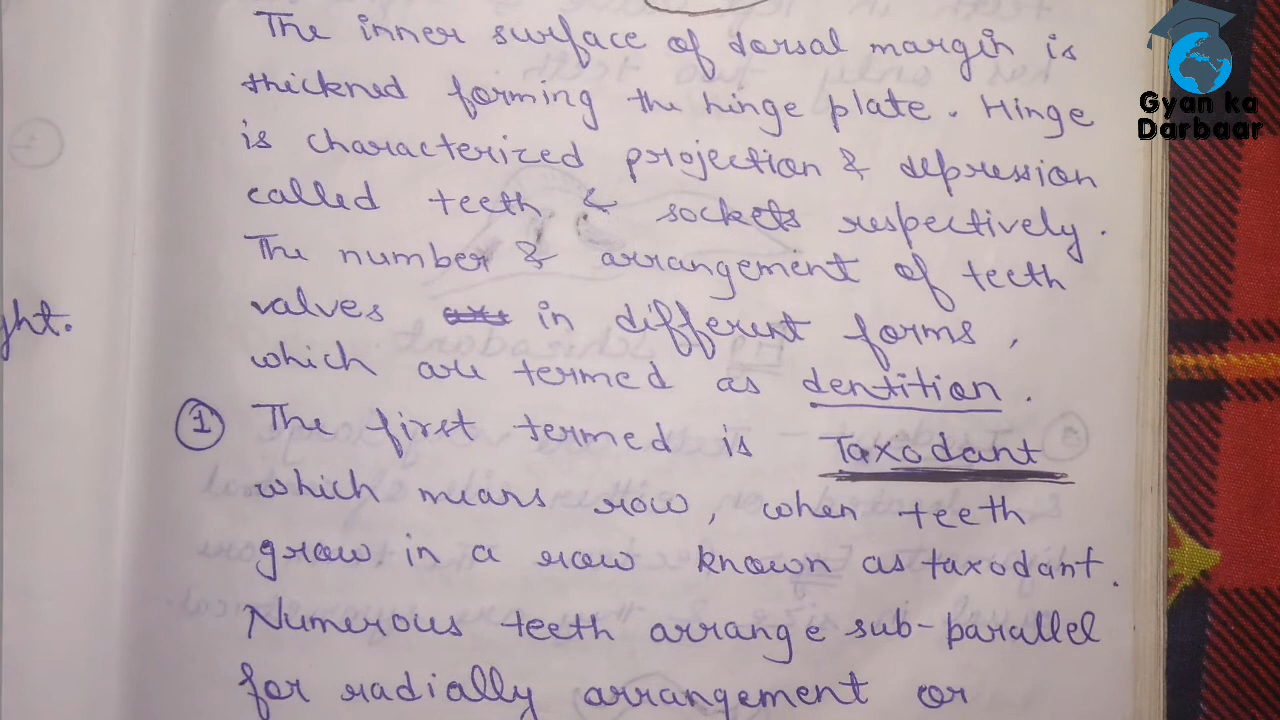 The inner surface of dorsal margin is
thickned forming the hinge plate. Hinge
is characterized projection & depression
called teeth & sockets respectively.
The number & arrangement of teeth
valves in different forms,
which are termed as dentition.
① The first termed is Taxodant
which means row, when teeth
grow in a row known as taxodant.
Numerous teeth arrange sub-parallel
for radially arrangement or
ght.
Gyan ka
Darbaar